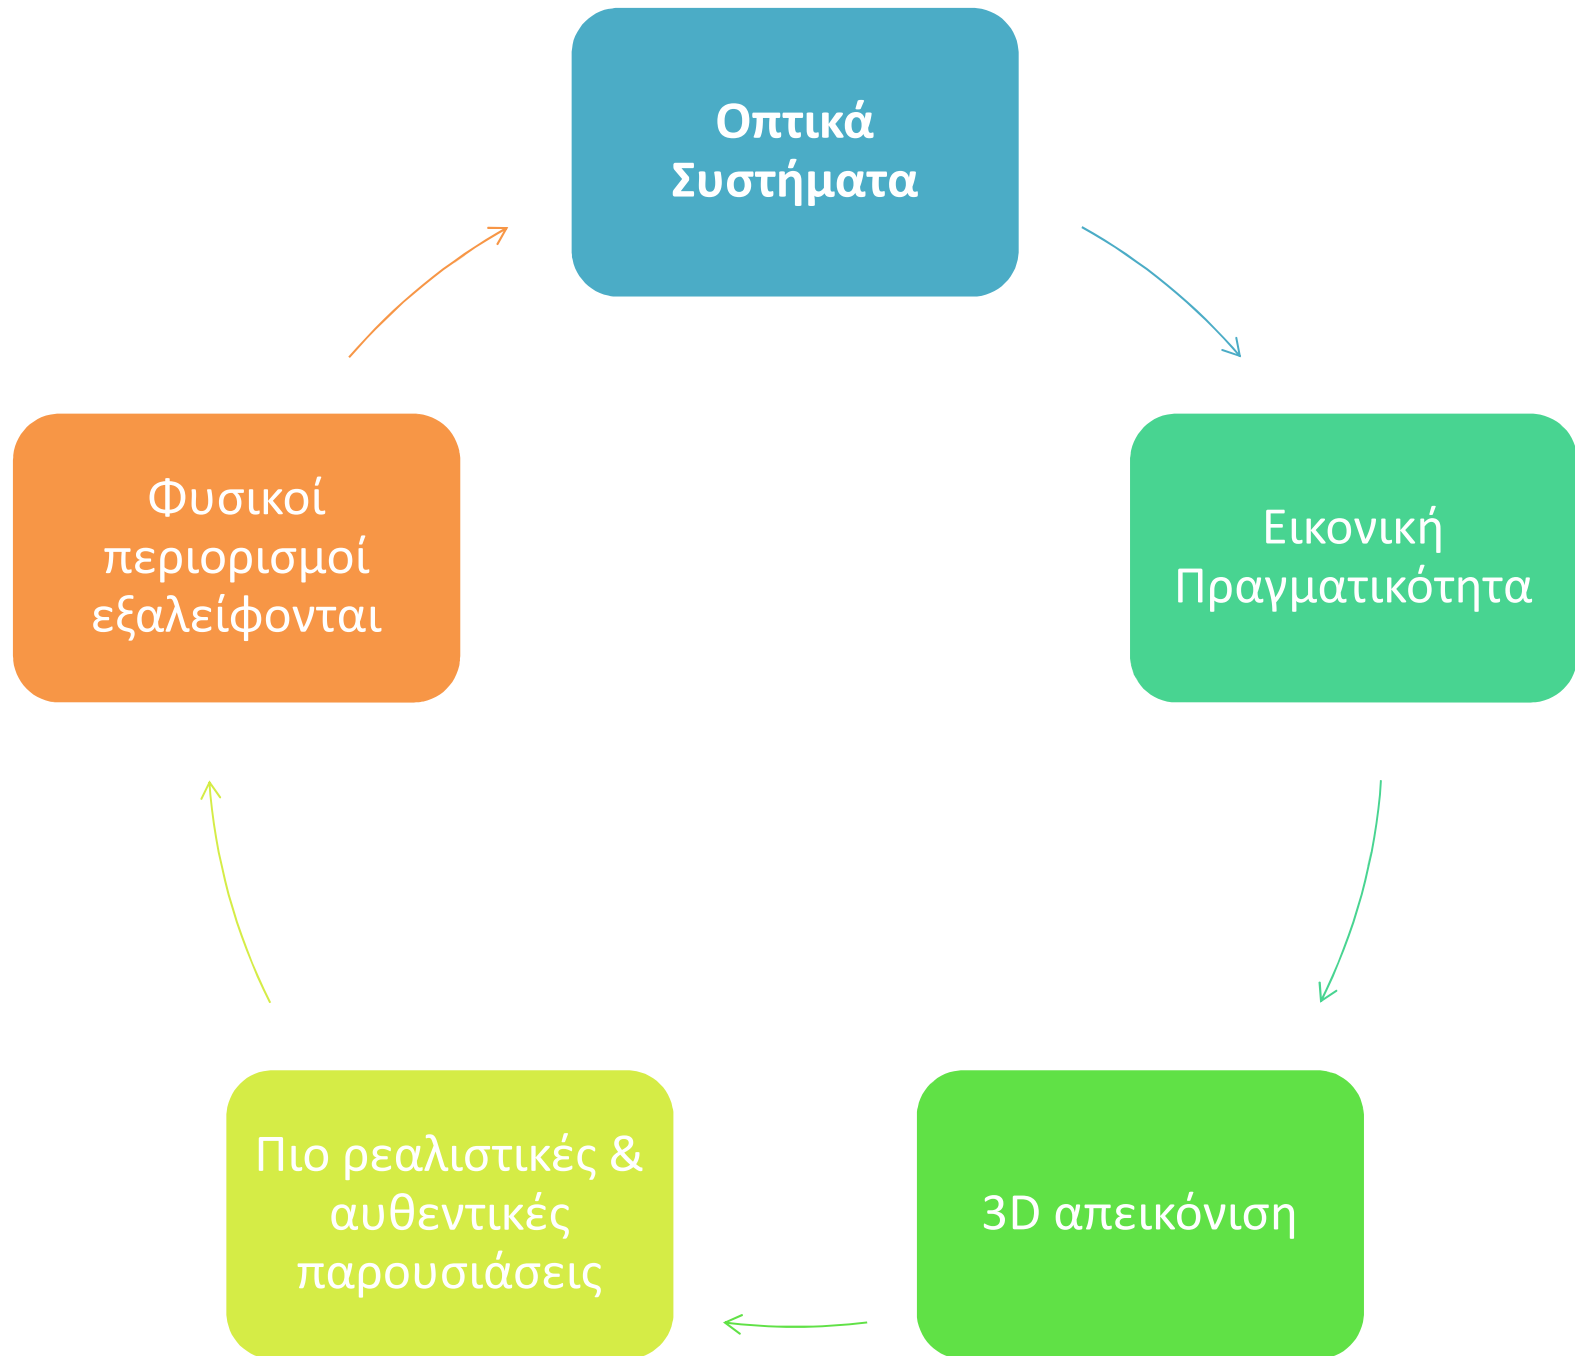 Οπτικά
Συστήματα
Εικονική
Πραγματικότητα
3D απεικόνιση
Πιο ρεαλιστικές &
αυθεντικές
παρουσιάσεις
Φυσικοί
περιορισμοί
εξαλείφονται